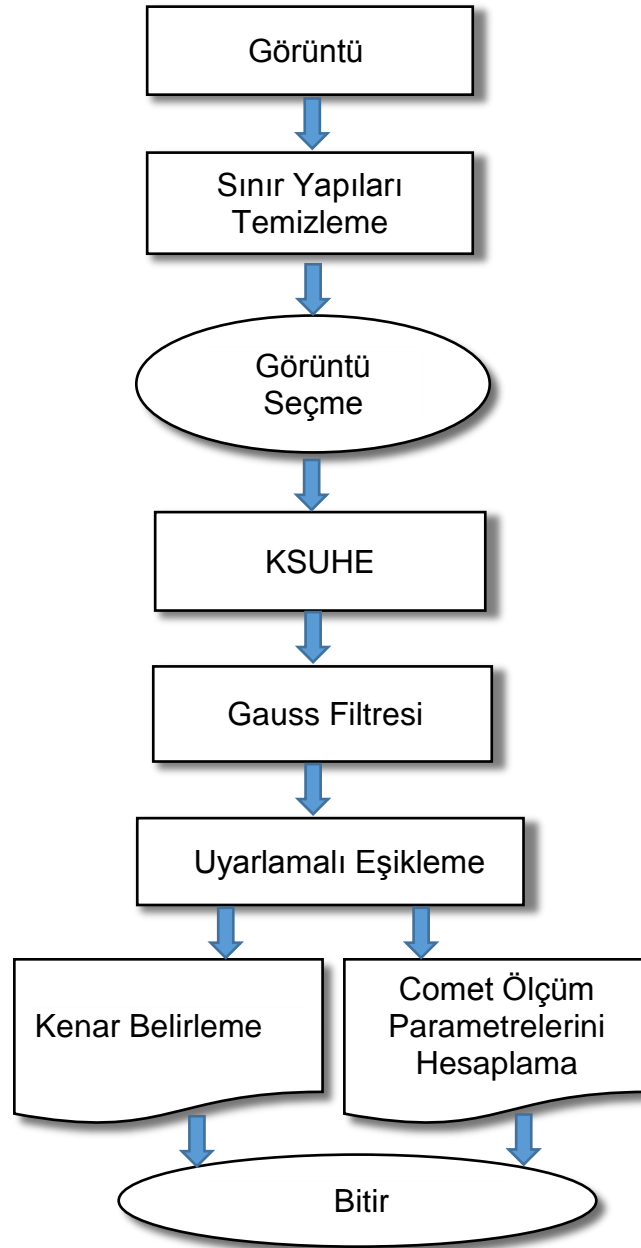 Görüntü
Sınır Yapıları
Temizleme
Görüntü
Seçme
KSUHE
Gauss Filtresi
Uyarlamalı Eşikleme
Kenar Belirleme
Comet Ölçüm
Parametrelerini
Hesaplama
Bitir